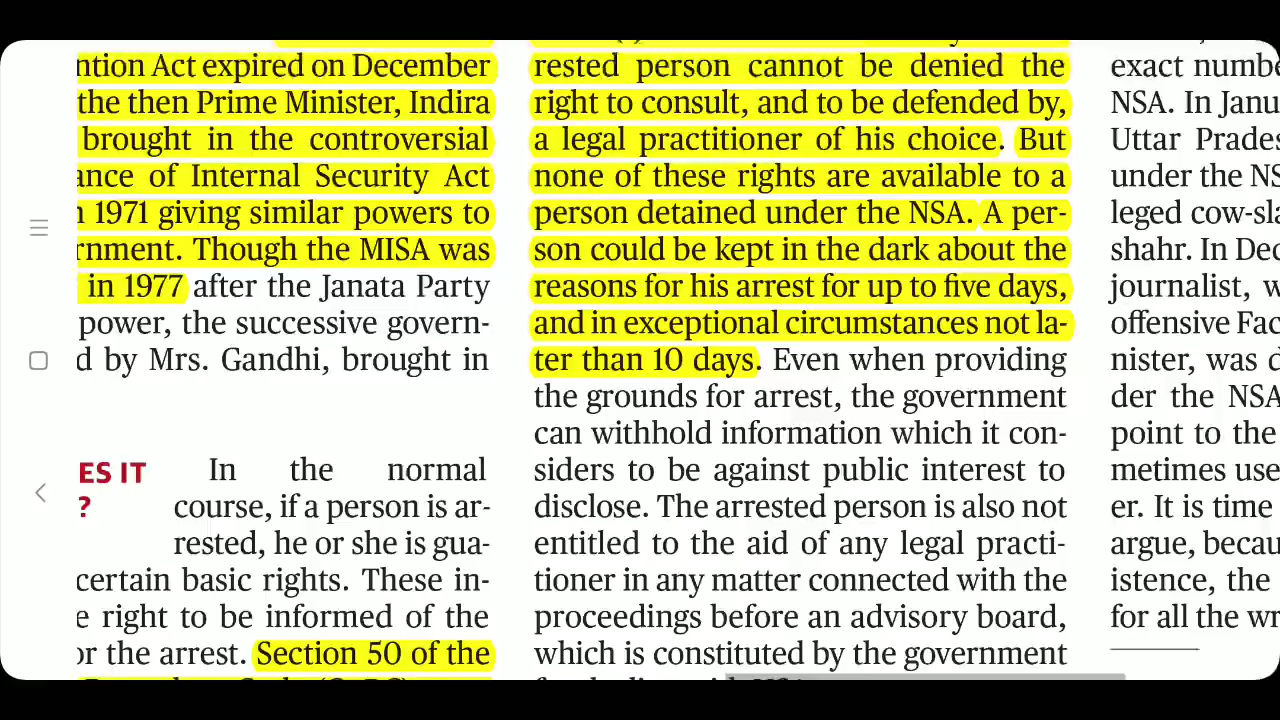 ntion Act expired on December
the then Prime Minister, Indira
brought in the controversial
ance of Internal Security Act
1971 giving similar powers to
rnment. Though the MISA was
in 1977 after the Janata Party
power, the successive govern-
d by Mrs. Gandhi, brought in
ES IT
?
In the normal
course, if a person is ar-
rested, he or she is gua-
certain basic rights. These in-
e right to be informed of the
or the arrest. Section 50 of the
rested person cannot be denied the
right to consult, and to be defended by,
a legal practitioner of his choice. But
none of these rights are available to a
person detained under the NSA. A per-
son could be kept in the dark about the
reasons for his arrest for up to five days,
and in exceptional circumstances not la-
ter than 10 days. Even when providing
the grounds for arrest, the government
can withhold information which it con-
siders to be against public interest to
disclose. The arrested person is also not
entitled to the aid of any legal practi-
tioner in any matter connected with the
proceedings before an advisory board,
which is constituted by the government
exact numbe
NSA. In Janu
Uttar Prades
under the NS
leged cow-sla
shahr. In Dec
journalist, w
offensive Fac
nister, was d
der the NSA
point to the
metimes use
er. It is time
argue, becau
istence, the
for all the wr